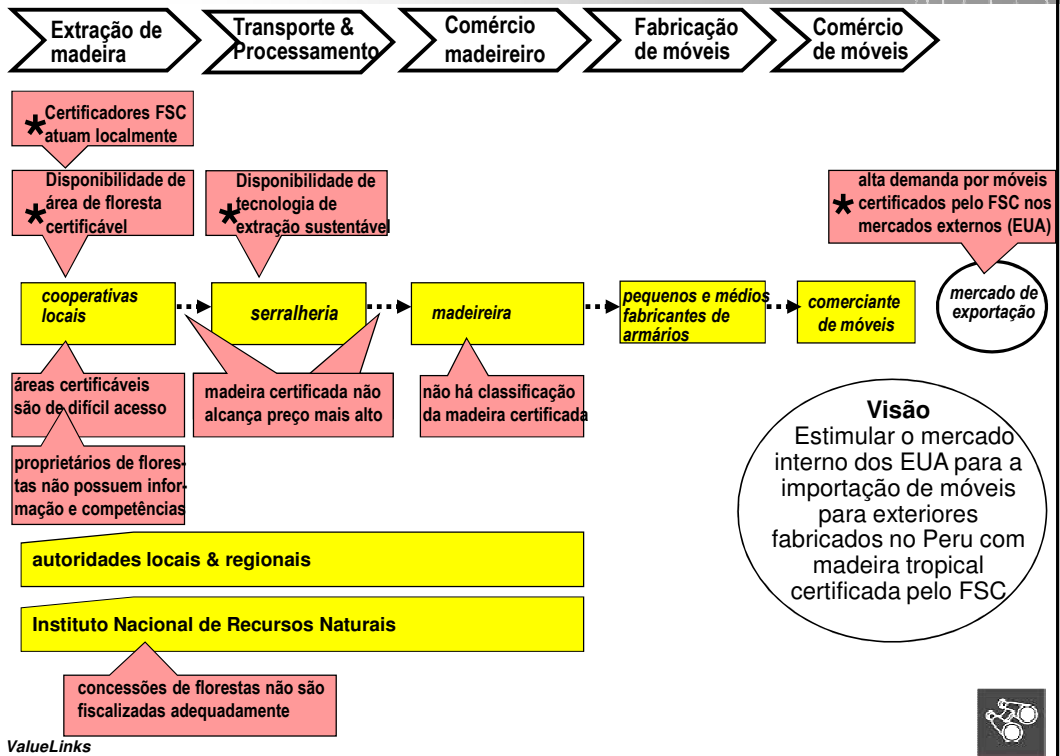 Extração de
madeira
Transporte &
Processamento
Comércio
madeireiro
Fabricação
de móveis
Comércio
de móveis
*Certificadores FSC
atuam localmente
Disponibilidade de
*área de floresta
certificável
Disponibilidade de
*tecnologia de
extração sustentável
alta demanda por móveis
*certificados pelo FSC nos
mercados externos (EUA)
cooperativas
locais
serralheria
madeireira
pequenos e médios
fabricantes de
armários
comerciante
de móveis
mercado de
exportação
áreas certificáveis
são de difícil acesso
madeira certificada não
alcança preço mais alto
não há classificação
da madeira certificada
proprietários de flores-
tas não possuem infor-
mação e competências
Visão
Estimular o mercado
interno dos EUA para a
importação de móveis
para exteriores
fabricados no Peru com
madeira tropical
certificada pelo FSC
autoridades locais & regionais
Instituto Nacional de Recursos Naturais
concessões de florestas não são
fiscalizadas adequadamente
ValueLinks